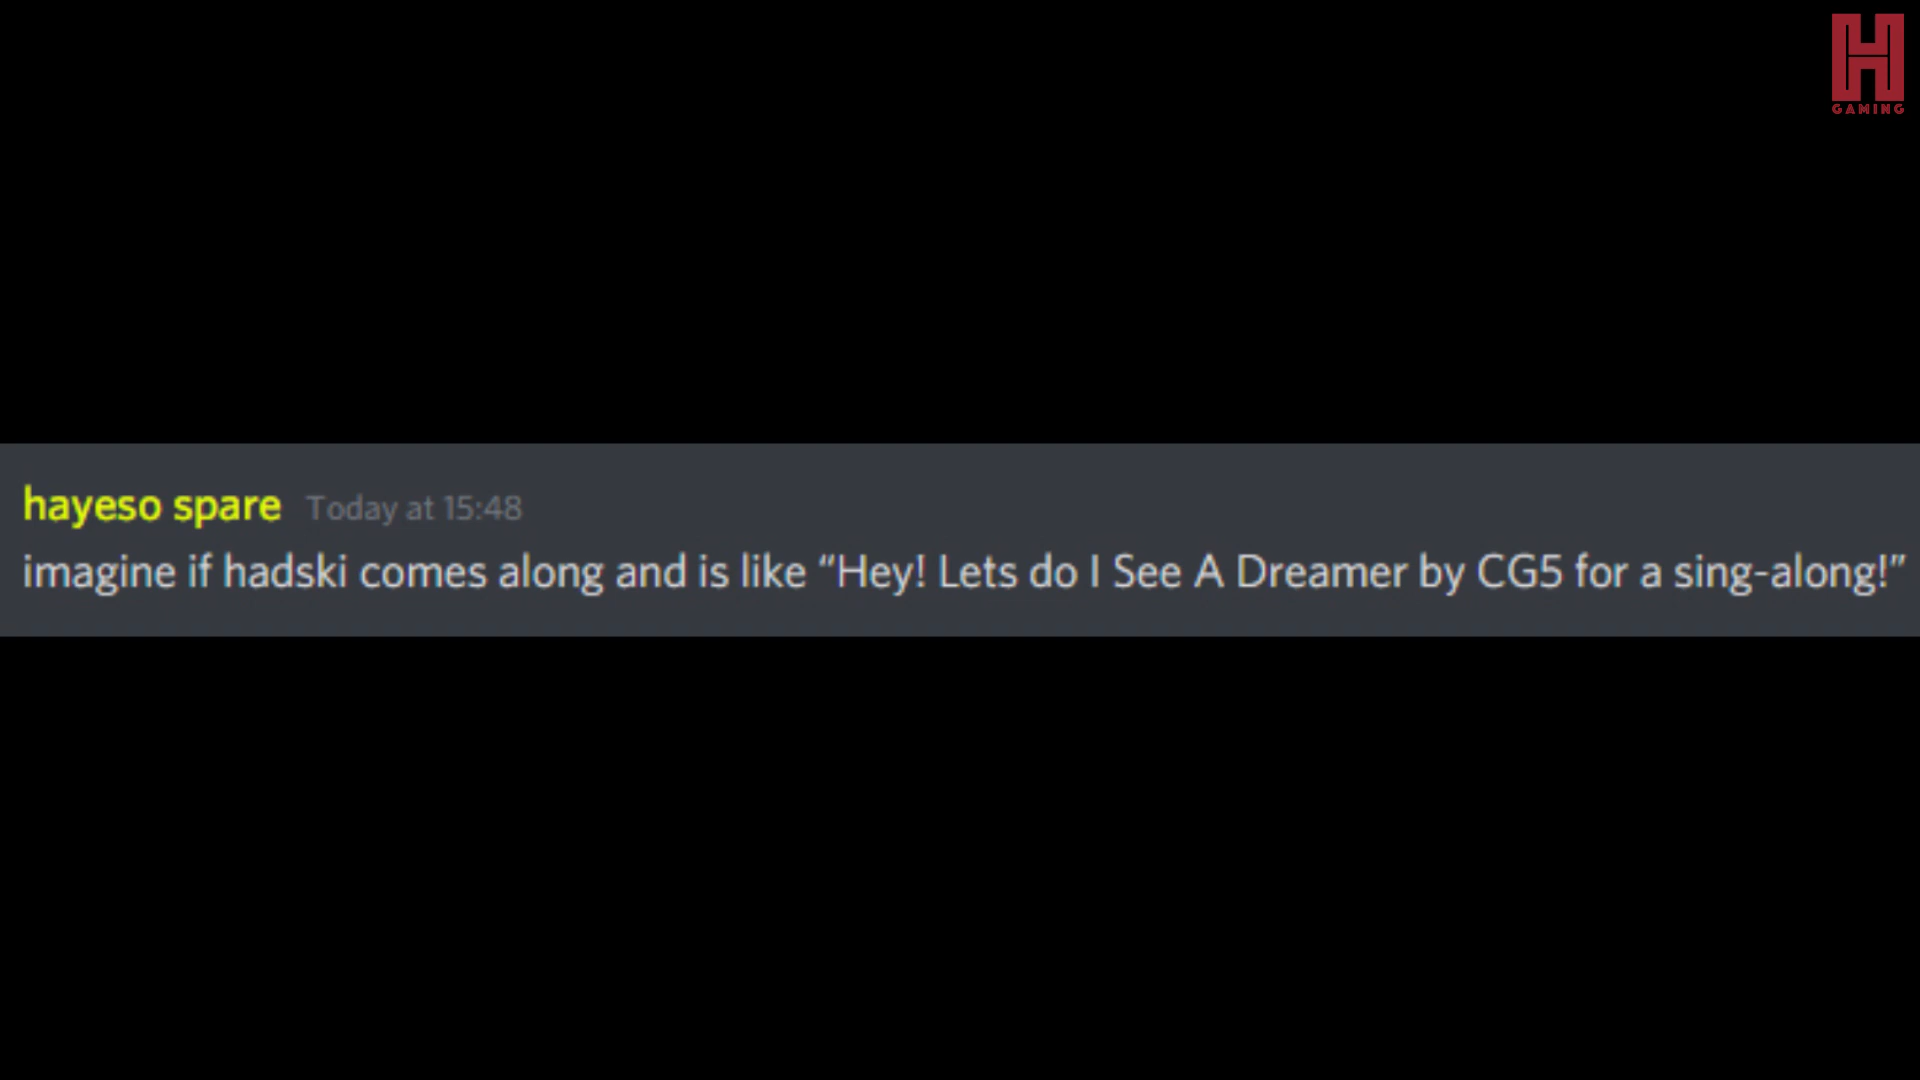 H
GAMING
hayeso spare Today at 15:48
imagine if hadski comes along and is like “Hey! Lets do I See A Dreamer by CG5 for a sing-along!”